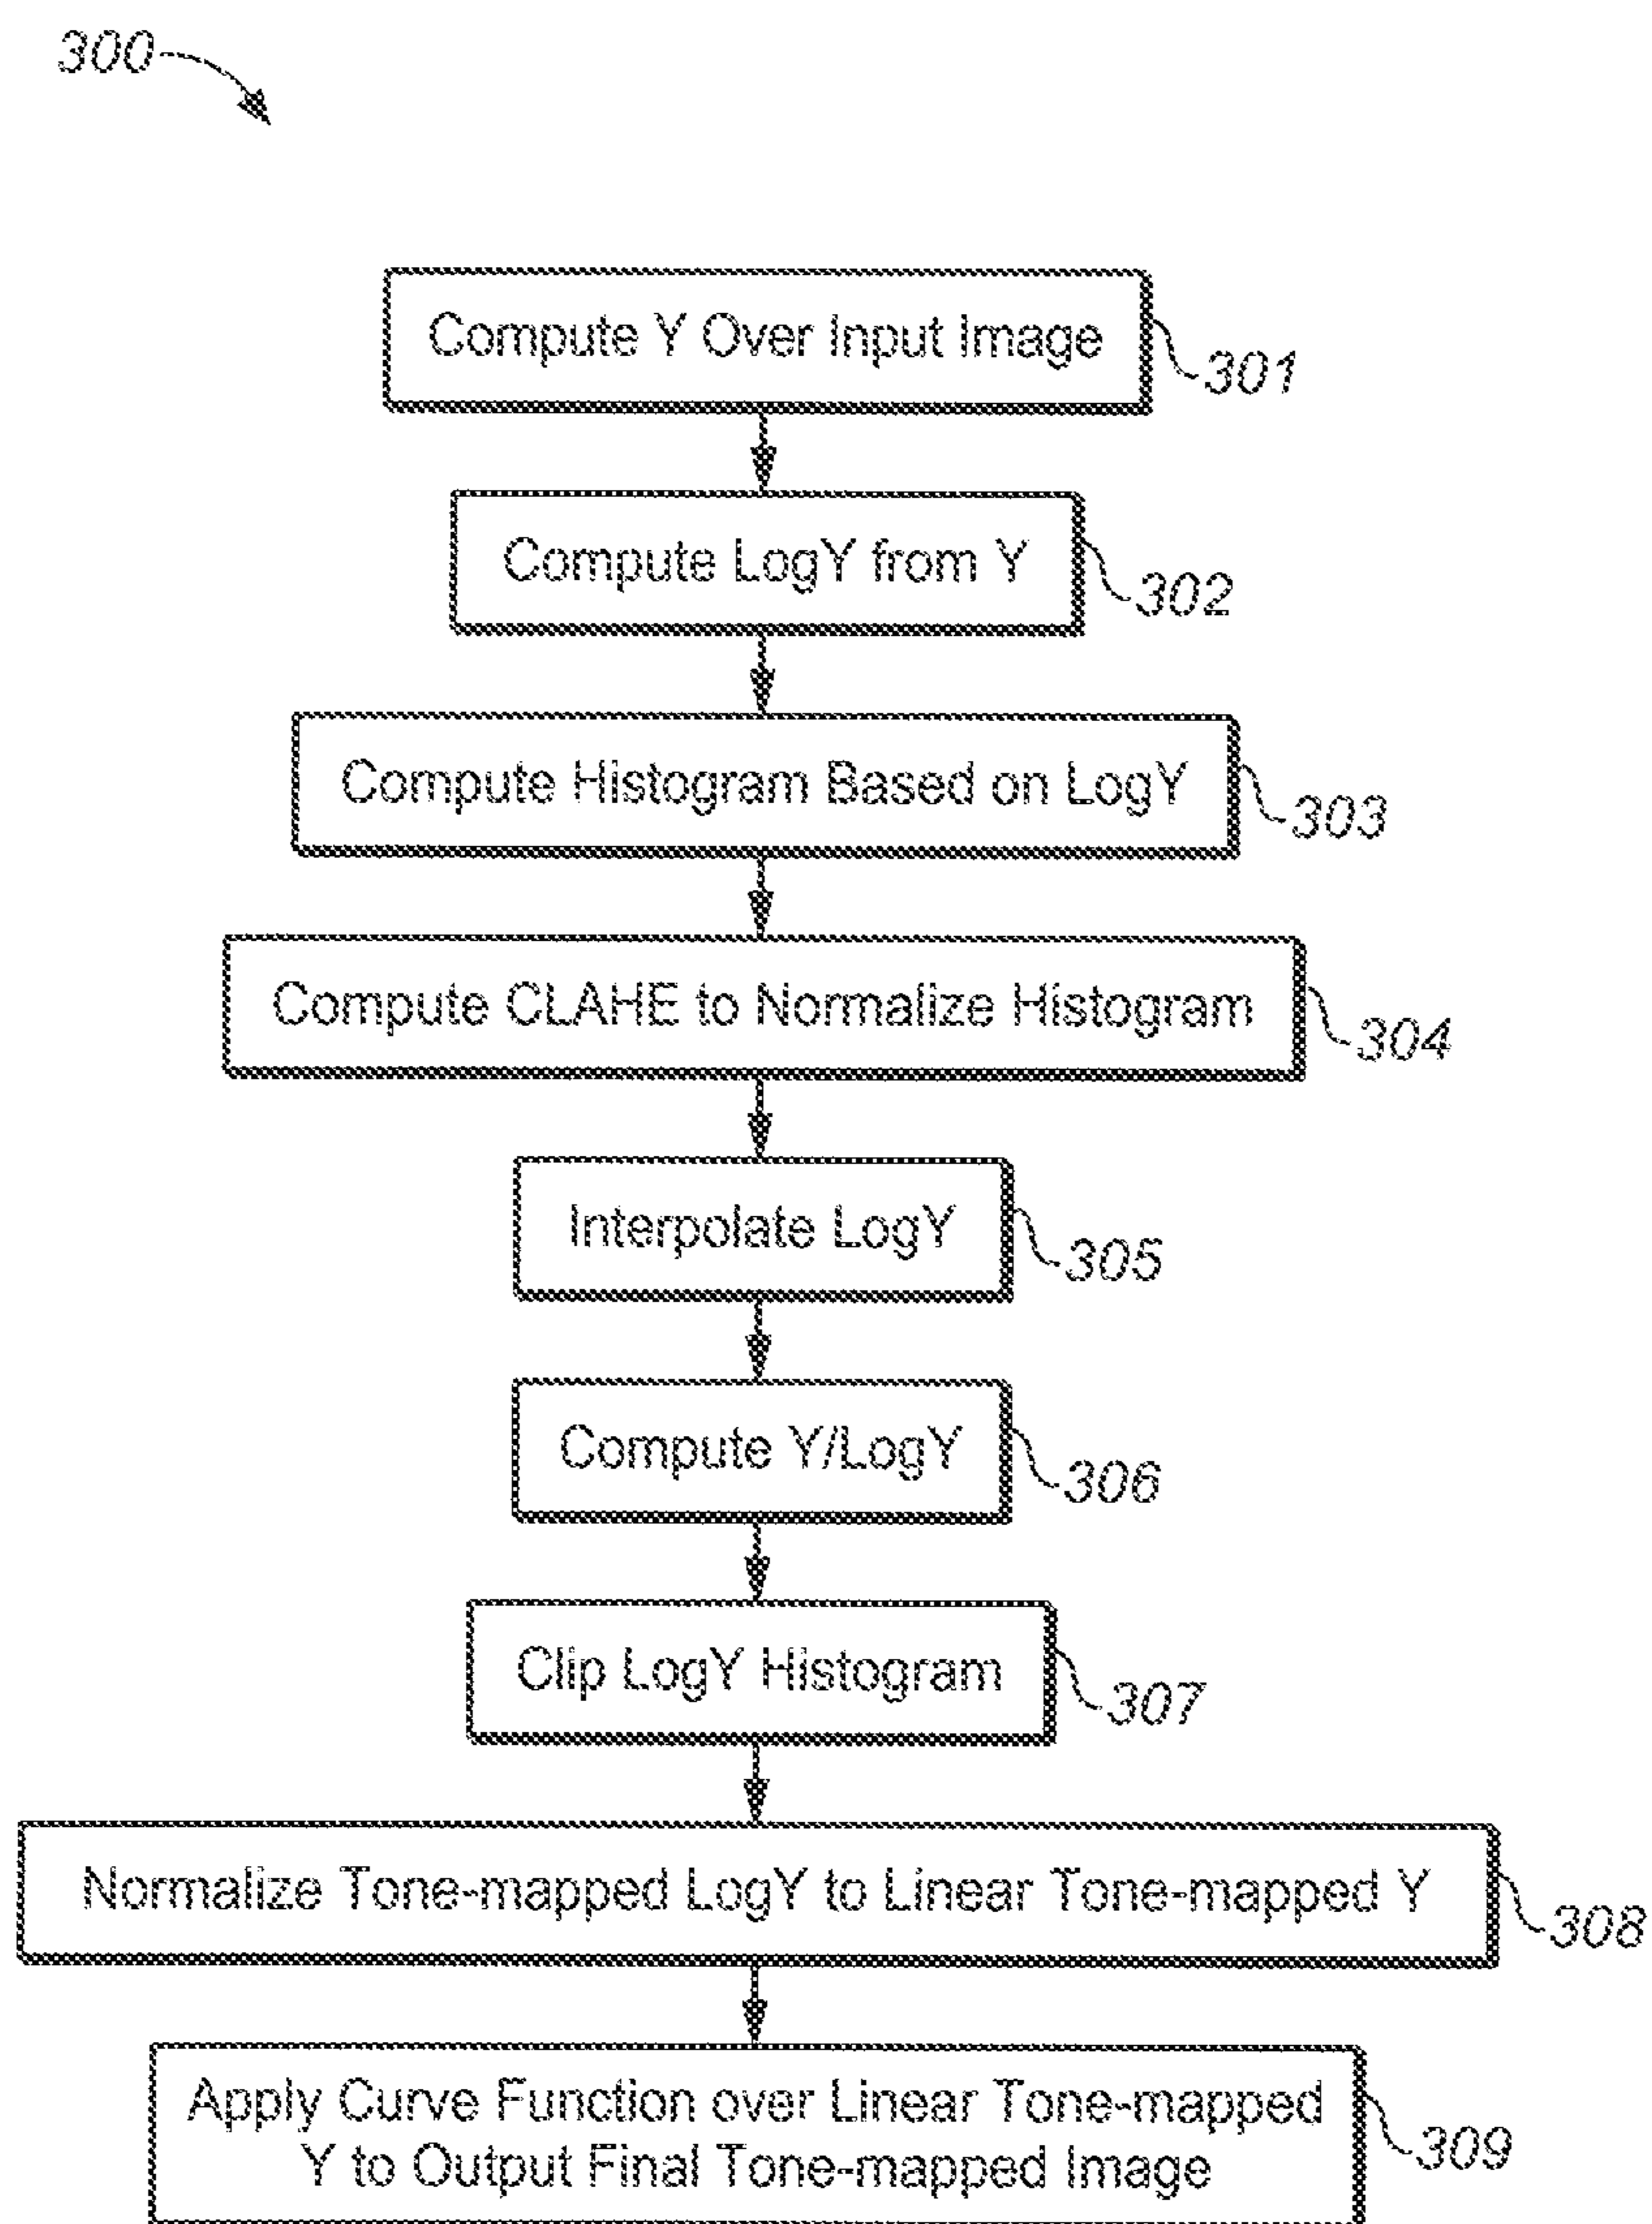 300
Compute Y Over Input Image
301
Compute LogY from Y
302
Compute Histogram Based on LogY
303
Compute CLAHE to Normalize Histogram
304
Interpolate LogY
305
Compute Y/LogY
306
Clip LogY Histogram
307
Normalize Tone-mapped LogY to Linear Tone-mapped Y
308
Apply Curve Function over Linear Tone-mapped
Y to Output Final Tone-mapped Image
309